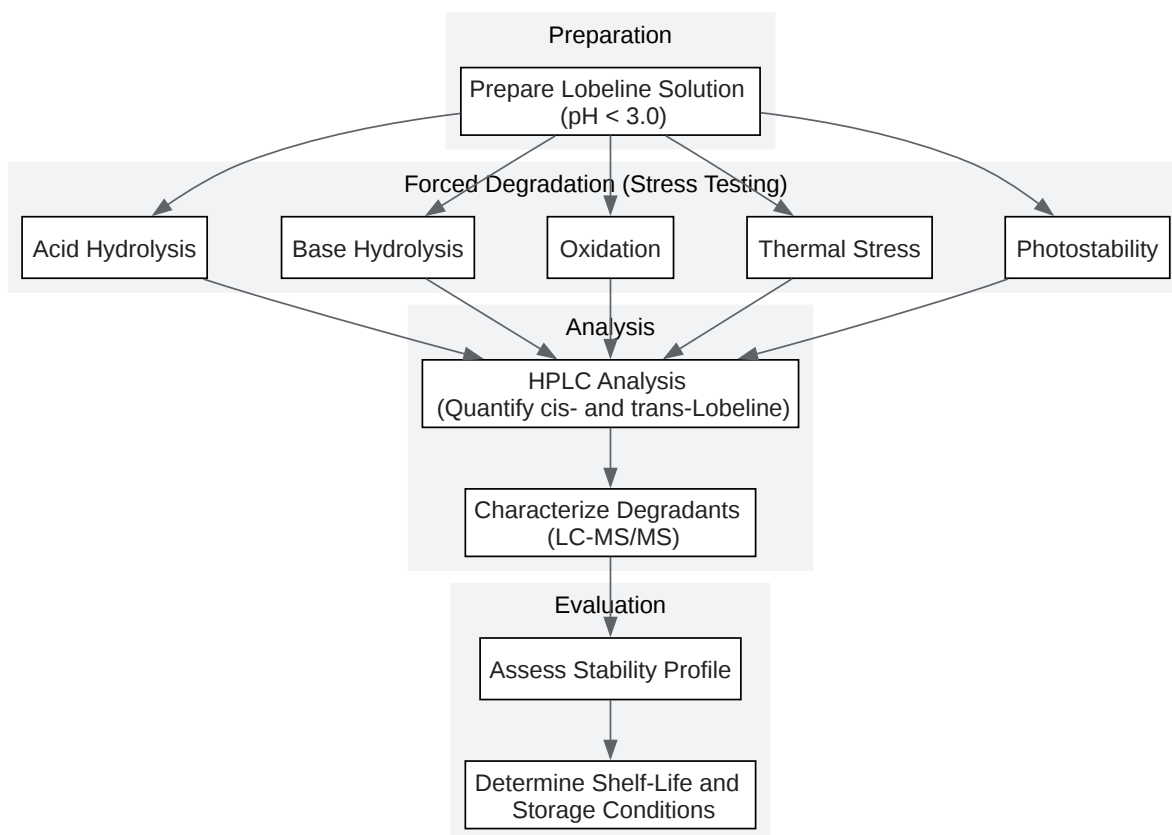 Preparation
Prepare Lobeline Solution
(pH < 3.0)
Forced Degradation (Stress Testing)
Acid Hydrolysis
Base Hydrolysis
Oxidation
Thermal Stress
Photostability
Analysis
HPLC Analysis
(Quantify cis- and trans-Lobeline)
Characterize Degradants
(LC-MS/MS)
Evaluation
Assess Stability Profile
Determine Shelf-Life and
Storage Conditions